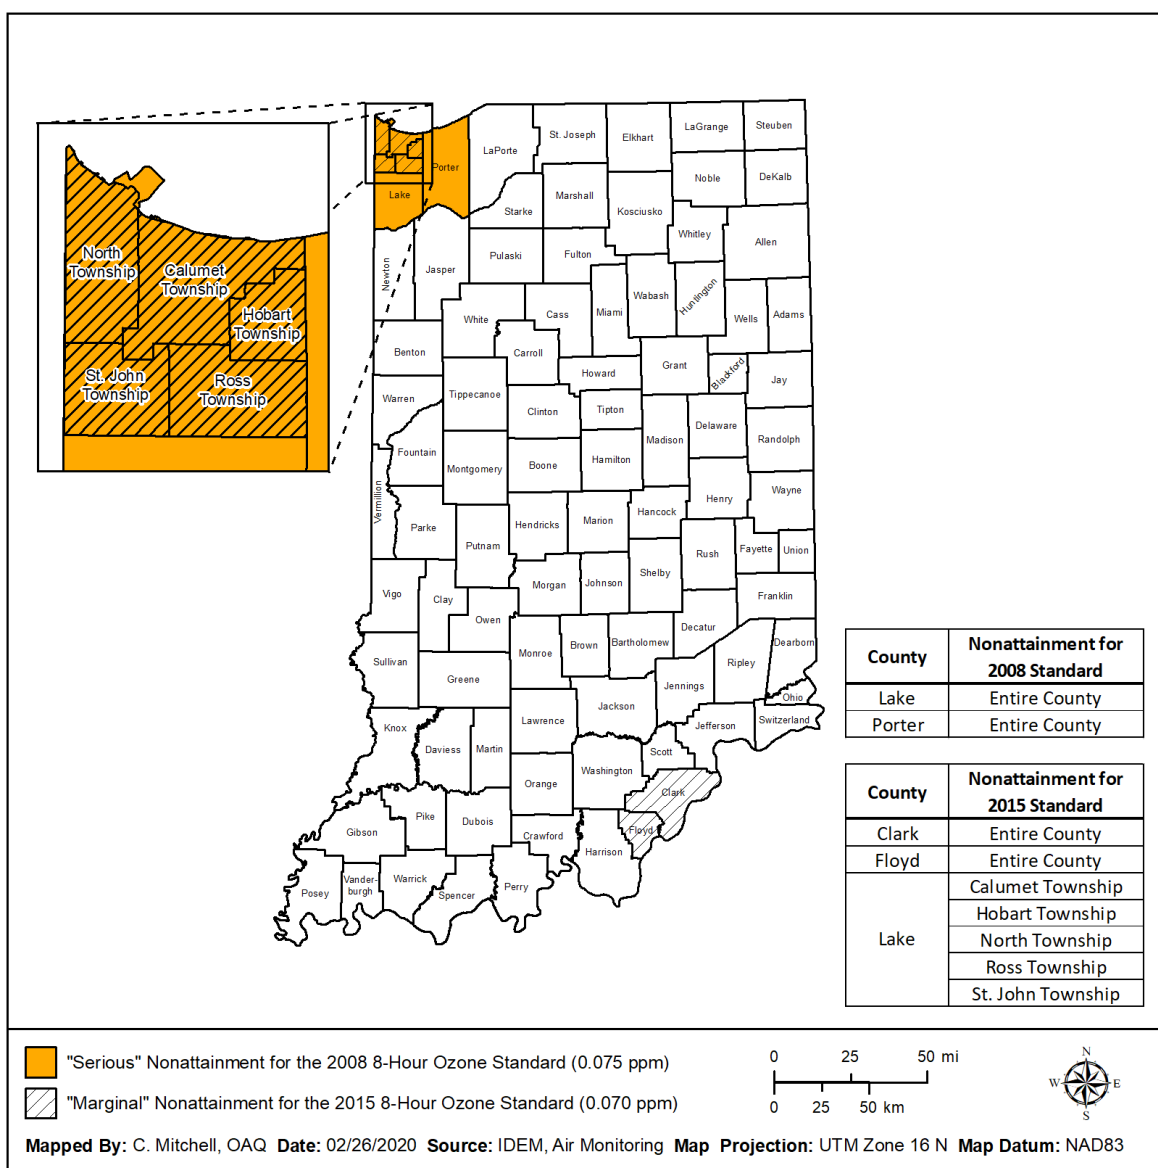 LaPorte
St. Joseph
Elkhart
LaGrange
Steuben
Porter
Lake
Noble
DeKalb
Starke
Marshall
Kosciusko
Whitley
Allen
Newton
Jasper
Pulaski
Fulton
Huntington
Wabash
Miami
Cass
White
Wells
Adams
Benton
Carroll
Grant
Blackford
Howard
Jay
Warren
Tippecanoe
Clinton
Tipton
Madison
Delaware
Randolph
Fountain
Montgomery
Boone
Hamilton
Henry
Wayne
Vermillion
Parke
Putnam
Hendricks
Marion
Hancock
Rush
Fayette
Union
Shelby
Vigo
Clay
Owen
Morgan
Johnson
Franklin
Decatur
Dearborn
Sullivan
Greene
Monroe
Brown
Bartholomew
Ripley
Jennings
Ohio
Knox
Daviess
Martin
Lawrence
Jackson
Jefferson
Switzerland
Scott
Washington
Orange
Clark
Floyd
Gibson
Pike
Dubois
Crawford
Harrison
Posey
Vander-
burgh
Warrick
Spencer
Perry
North
Township
Calumet
Township
Hobart
Township
St. John
Township
Ross
Township
County Nonattainment for
2008 Standard
Lake Entire County
Porter Entire County
County Nonattainment for
2015 Standard
Clark Entire County
Floyd Entire County
Lake Calumet Township
Hobart Township
North Township
Ross Township
St. John Township
"Serious" Nonattainment for the 2008 8-Hour Ozone Standard (0.075 ppm)
"Marginal" Nonattainment for the 2015 8-Hour Ozone Standard (0.070 ppm)
0 25 50 mi
0 25 50 km
N
W E
S
Mapped By: C. Mitchell, OAQ Date: 02/26/2020 Source: IDEM, Air Monitoring Map Projection: UTM Zone 16 N Map Datum: NAD83